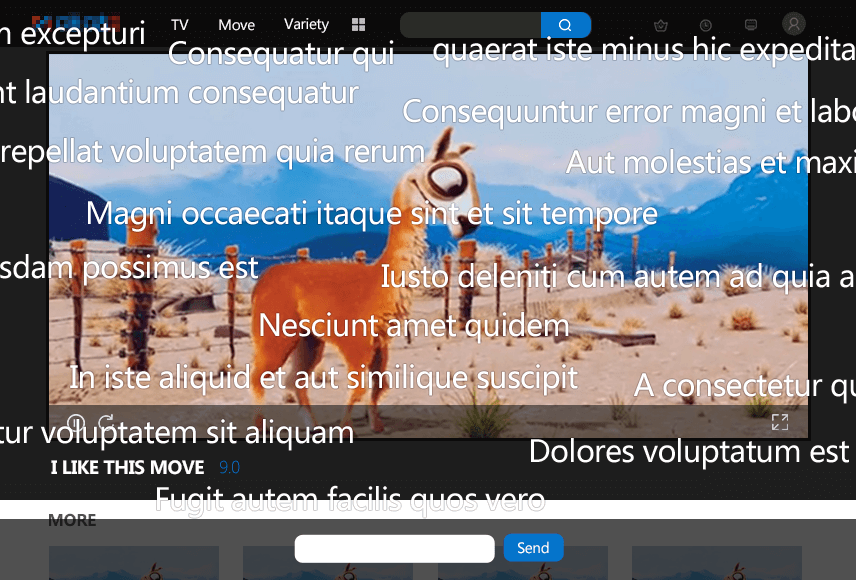 TV Move Variety
n excepturi
Consequatur qui
quaerat iste minus hic expedita
nt laudantium consequatur
Consequuntur error magni et labo
repellat voluptatem quia rerum
Aut molestias et maxi
Magni occaecati itaque sint et sit tempore
sdam possimus est
Iusto deleniti cum autem ad quia a
Nesciunt amet quidem
In iste aliquid et aut similique suscipit
A consectetur qu
tur voluptatem sit aliquam
Dolores voluptatum est
I LIKE THIS MOVE 9.0
Fugit autem facilis quos vero
MORE
Send